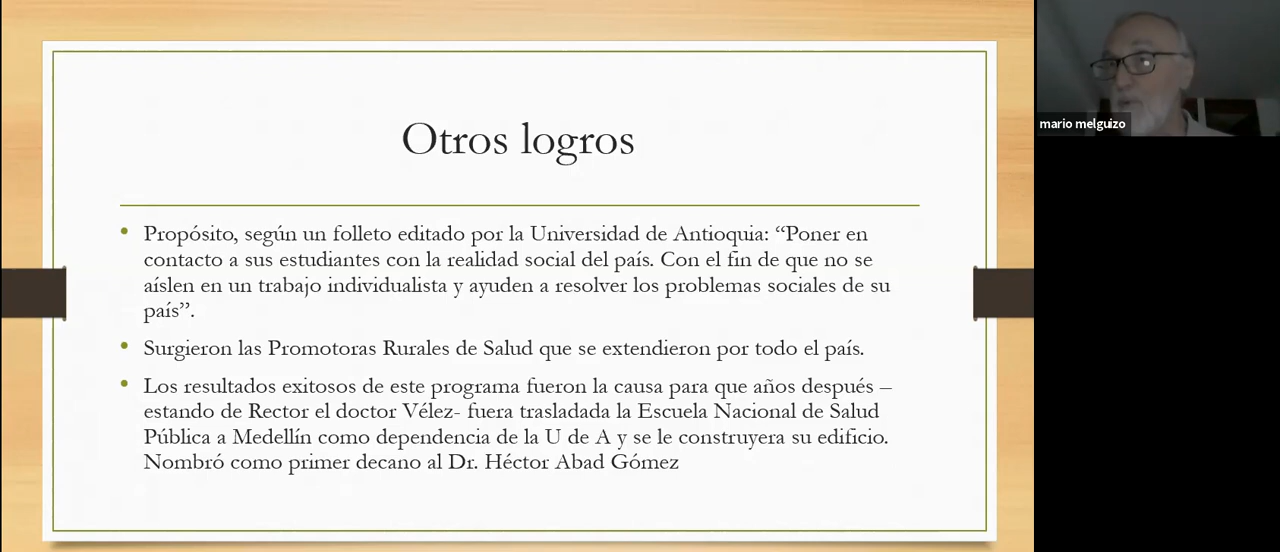 Otros logros
Propósito, según un folleto editado por la Universidad de Antioquia: “Poner en
contacto a sus estudiantes con la realidad social del país. Con el fin de que no se
aíslen en un trabajo individualista y ayuden a resolver los problemas sociales de su
país”.
Surgieron las Promotoras Rurales de Salud que se extendieron por todo el país.
Los resultados exitosos de este programa fueron la causa para que años después –
estando de Rector el doctor Vélez- fuera trasladada la Escuela Nacional de Salud
Pública a Medellín como dependencia de la U de A y se le construyera su edificio.
Nombró como primer decano al Dr. Héctor Abad Gómez
mario melguizo